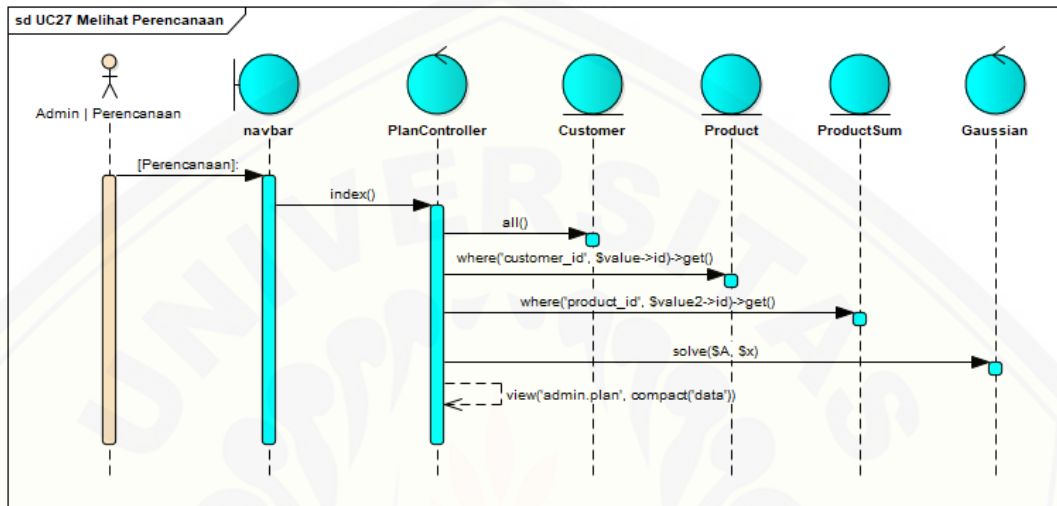 sd UC27 Melihat Perencanaan
Admin | Perencanaan
navbar
PlanController
Customer
Product
ProductSum
Gaussian
[Perencanaan]:
index()
all()
where('customer_id', $value->id)->get()
where('product_id', $value2->id)->get()
solve($A, $x)
view('admin.plan', compact('data'))
UNIVERSITAS